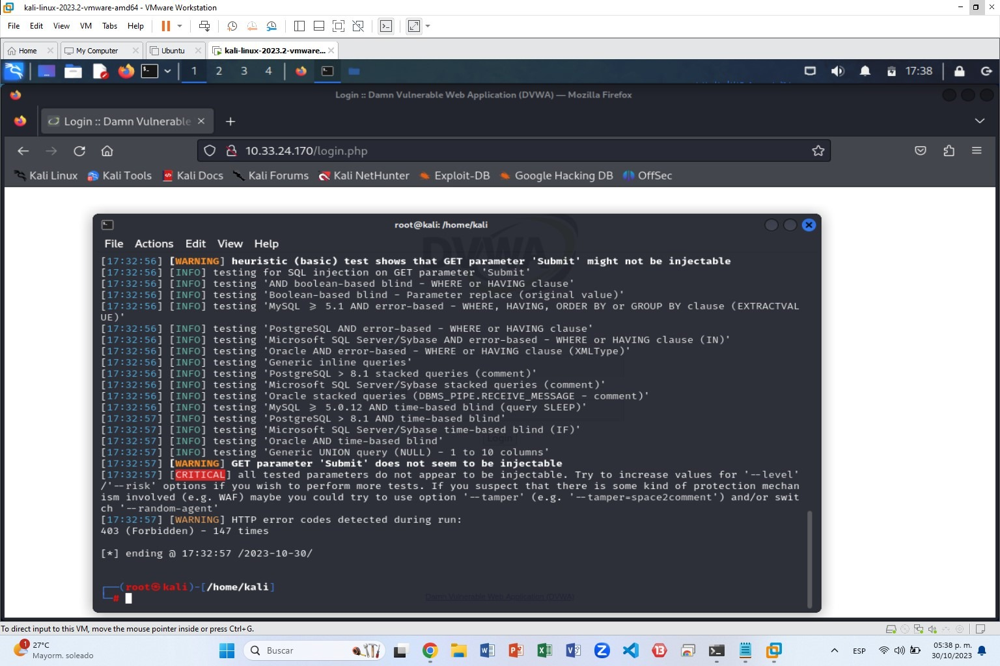 kali-linux-2023.2-vmware-amd64 - VMware Workstation
File Edit View VM Tabs Help
Home My Computer Ubuntu kali-linux-2023.2-vmware...
1 2 3 4 17:38
Login :: Damn Vulnerable Web Application (DVWA) — Mozilla Firefox
Login :: Damn Vulnerable
10.33.24.170/login.php
Kali Linux Kali Tools Kali Docs Kali Forums Kali NetHunter Exploit-DB Google Hacking DB OffSec
root@kali: /home/kali
File Actions Edit View Help
DVWA
[17:32:56] [WARNING] heuristic (basic) test shows that GET parameter 'Submit' might not be injectable
[17:32:56] [INFO] testing for SQL injection on GET parameter 'Submit'
[17:32:56] [INFO] testing 'AND boolean-based blind - WHERE or HAVING clause'
[17:32:56] [INFO] testing 'Boolean-based blind - Parameter replace (original value)'
[17:32:56] [INFO] testing 'MySQL ≥ 5.1 AND error-based - WHERE, HAVING, ORDER BY or GROUP BY clause (EXTRACTVAL
UE)'
[17:32:56] [INFO] testing 'PostgreSQL AND error-based - WHERE or HAVING clause'
[17:32:56] [INFO] testing 'Microsoft SQL Server/Sybase AND error-based - WHERE or HAVING clause (IN)'
[17:32:56] [INFO] testing 'Oracle AND error-based - WHERE or HAVING clause (XMLType)'
[17:32:56] [INFO] testing 'Generic inline queries'
[17:32:56] [INFO] testing 'PostgreSQL > 8.1 stacked queries (comment)'
[17:32:56] [INFO] testing 'Microsoft SQL Server/Sybase stacked queries (comment)'
[17:32:56] [INFO] testing 'Oracle stacked queries (DBMS_PIPE.RECEIVE_MESSAGE - comment)'
[17:32:56] [INFO] testing 'MySQL ≥ 5.0.12 AND time-based blind (query SLEEP)'
[17:32:57] [INFO] testing 'PostgreSQL > 8.1 AND time-based blind'
[17:32:57] [INFO] testing 'Microsoft SQL Server/Sybase time-based blind (IF)'
Login
[17:32:57] [INFO] testing 'Oracle AND time-based blind'
[17:32:57] [INFO] testing 'Generic UNION query (NULL) - 1 to 10 columns'
[17:32:57] [WARNING] GET parameter 'Submit' does not seem to be injectable
[17:32:57] [CRITICAL] all tested parameters do not appear to be injectable. Try to increase values for '--level'
/'--risk' options if you wish to perform more tests. If you suspect that there is some kind of protection mechan
ism involved (e.g. WAF) maybe you could try to use option '--tamper' (e.g. '--tamper=space2comment') and/or swit
ch '--random-agent'
[17:32:57] [WARNING] HTTP error codes detected during run:
403 (Forbidden) - 147 times
[*] ending @ 17:32:57 /2023-10-30/
(root㉿kali)-[/home/kali]
#
Damn Vulnerable Web Application (DVWA)
To direct input to this VM, move the mouse pointer inside or press Ctrl+G.
1
27°C
Mayorm. soleado
Buscar
13
ESP
05:38 p. m.
30/10/2023